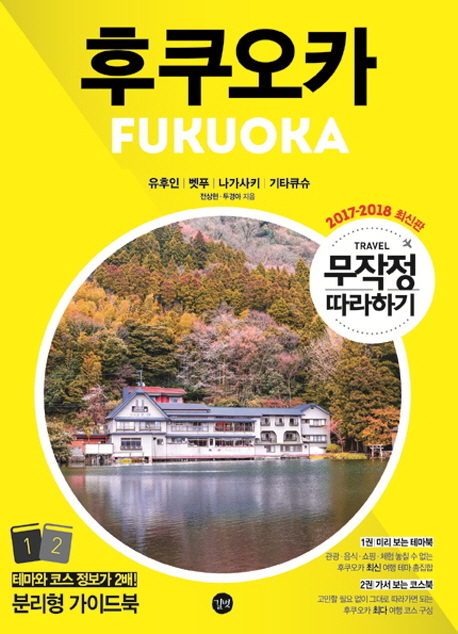 후쿠오카
FUKUOKA
유후인 | 벳푸 | 나가사키 | 기타큐슈
전상현·두경아 지음
2017-2018 최신판
TRAVEL
무작정
따라하기
1 2
테마와 코스 정보가 2배!
분리형 가이드북
길벗
1권 | 미리 보는 테마북
관광·음식·쇼핑·체험 놓칠 수 없는
후쿠오카 최신 여행 테마 총집합
2권 | 가서 보는 코스북
고민할 필요 없이 그대로 따라가면 되는
후쿠오카 최다 여행 코스 구성